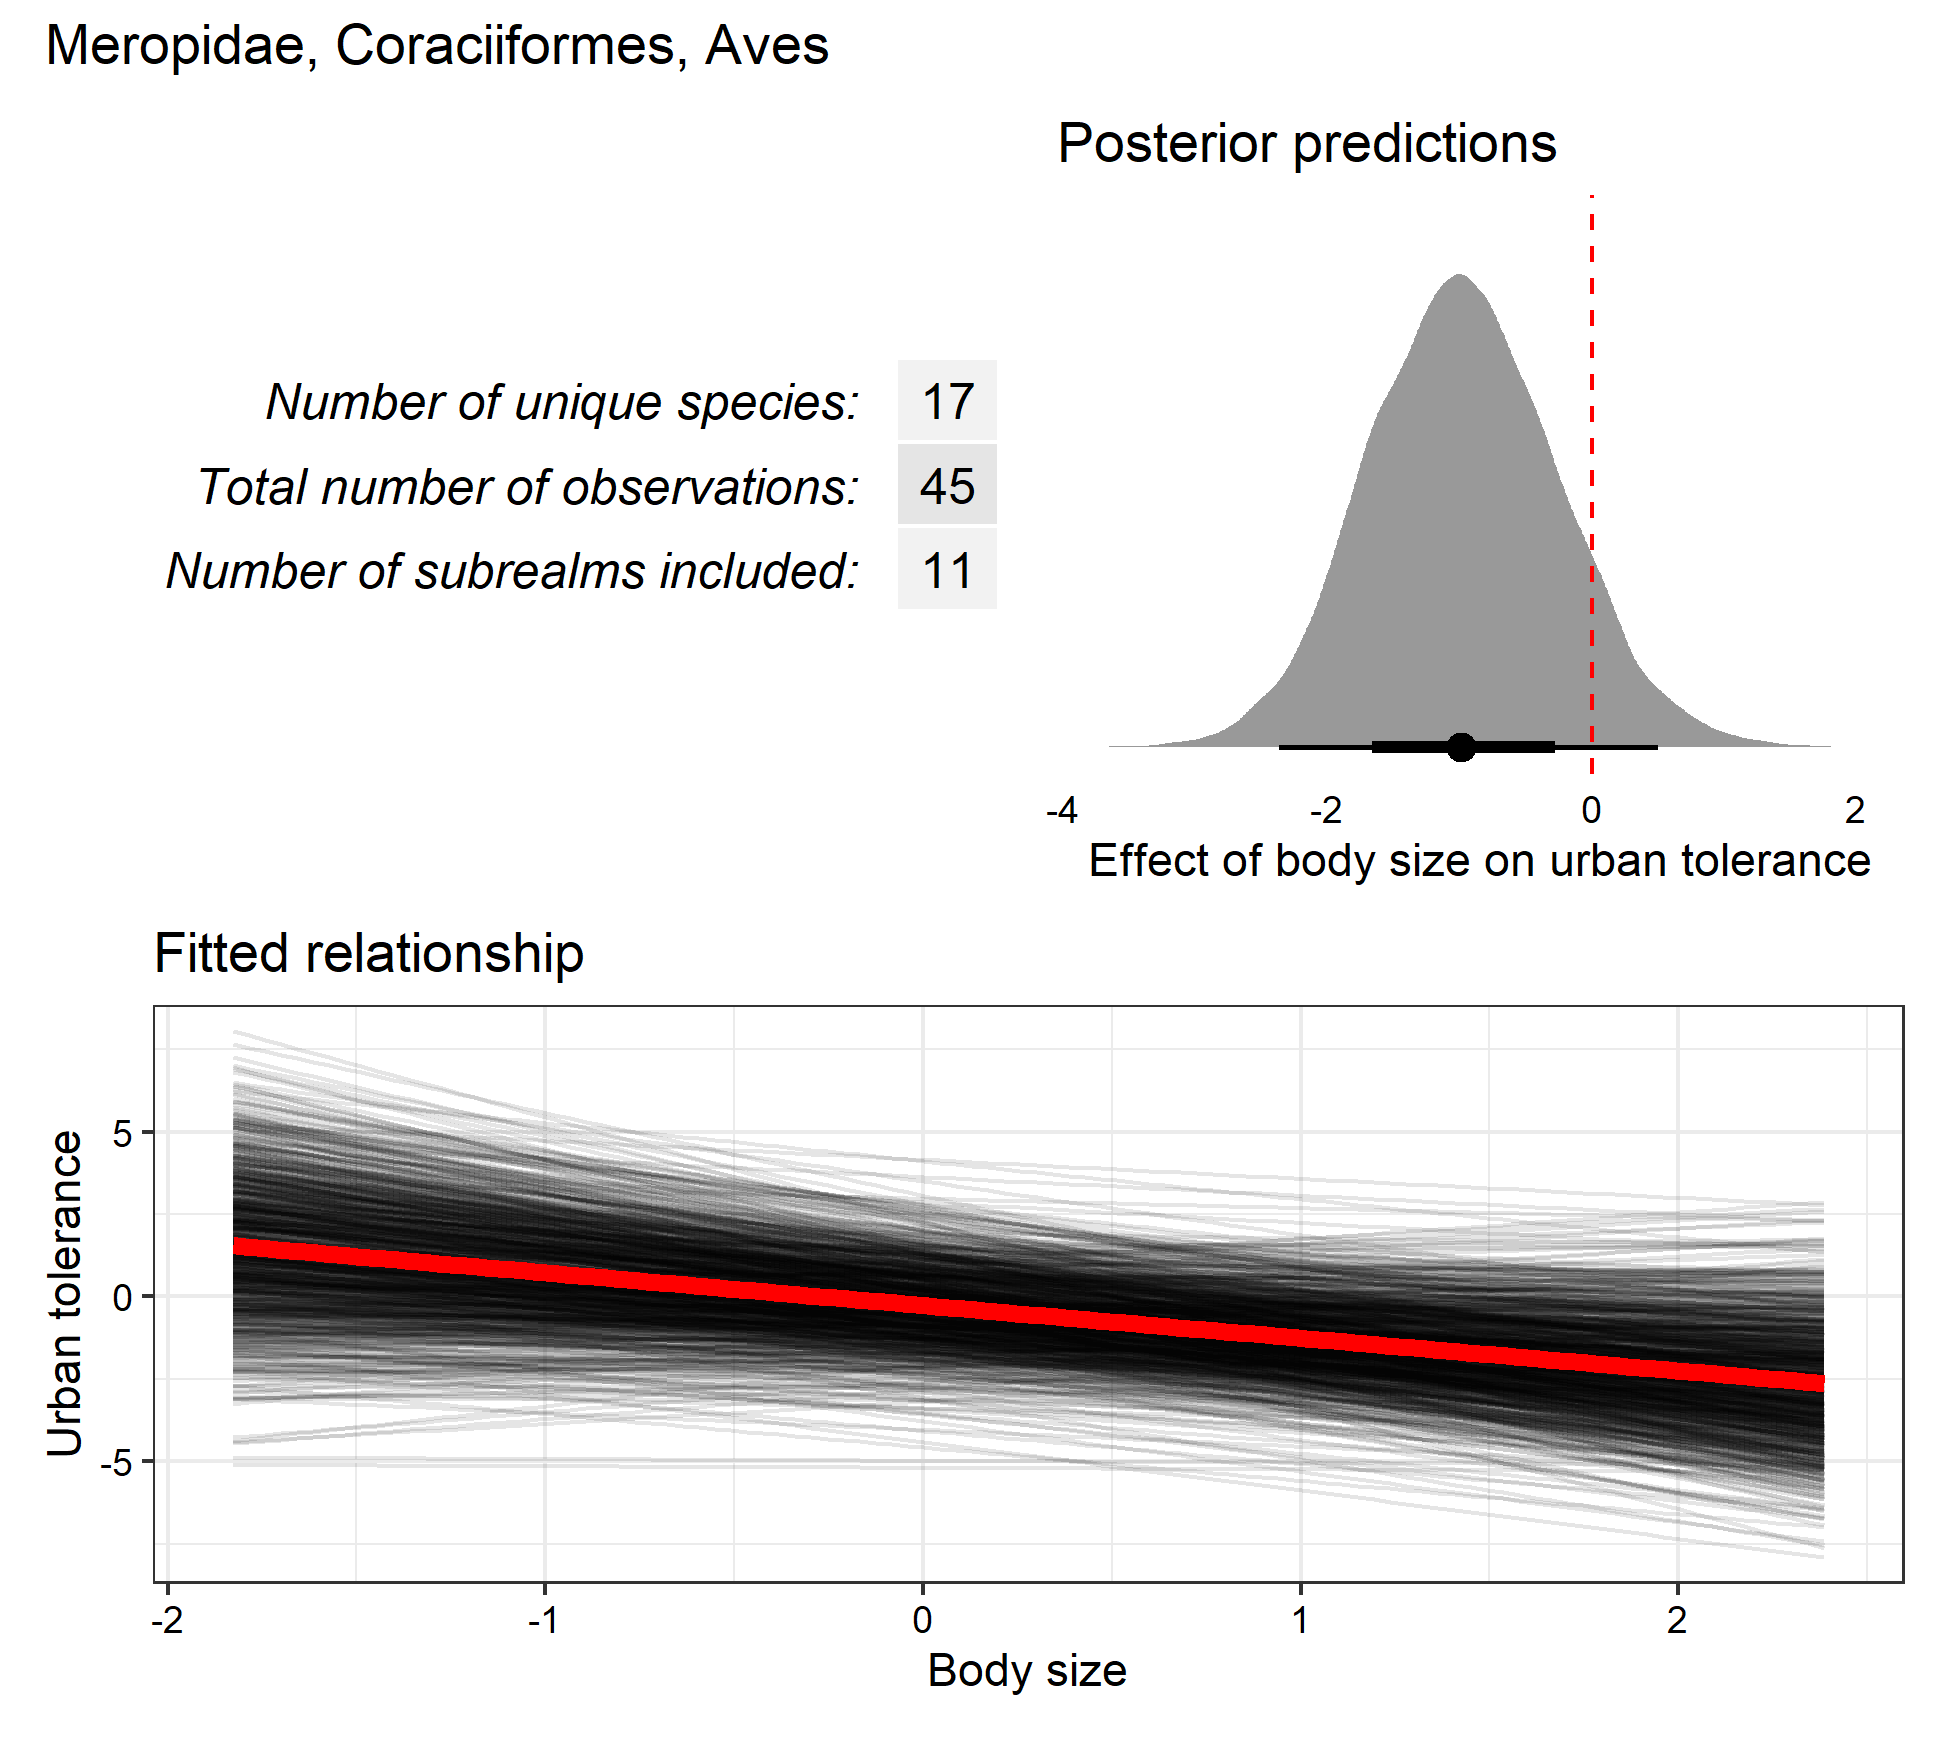 Meropidae, Coraciiformes, Aves
Posterior predictions
Number of unique species: 17
Total number of observations: 45
Number of subrealms included: 11
-4 -2 0 2
Effect of body size on urban tolerance
Fitted relationship
Urban tolerance
5
0
-5
-2 -1 0 1 2
Body size